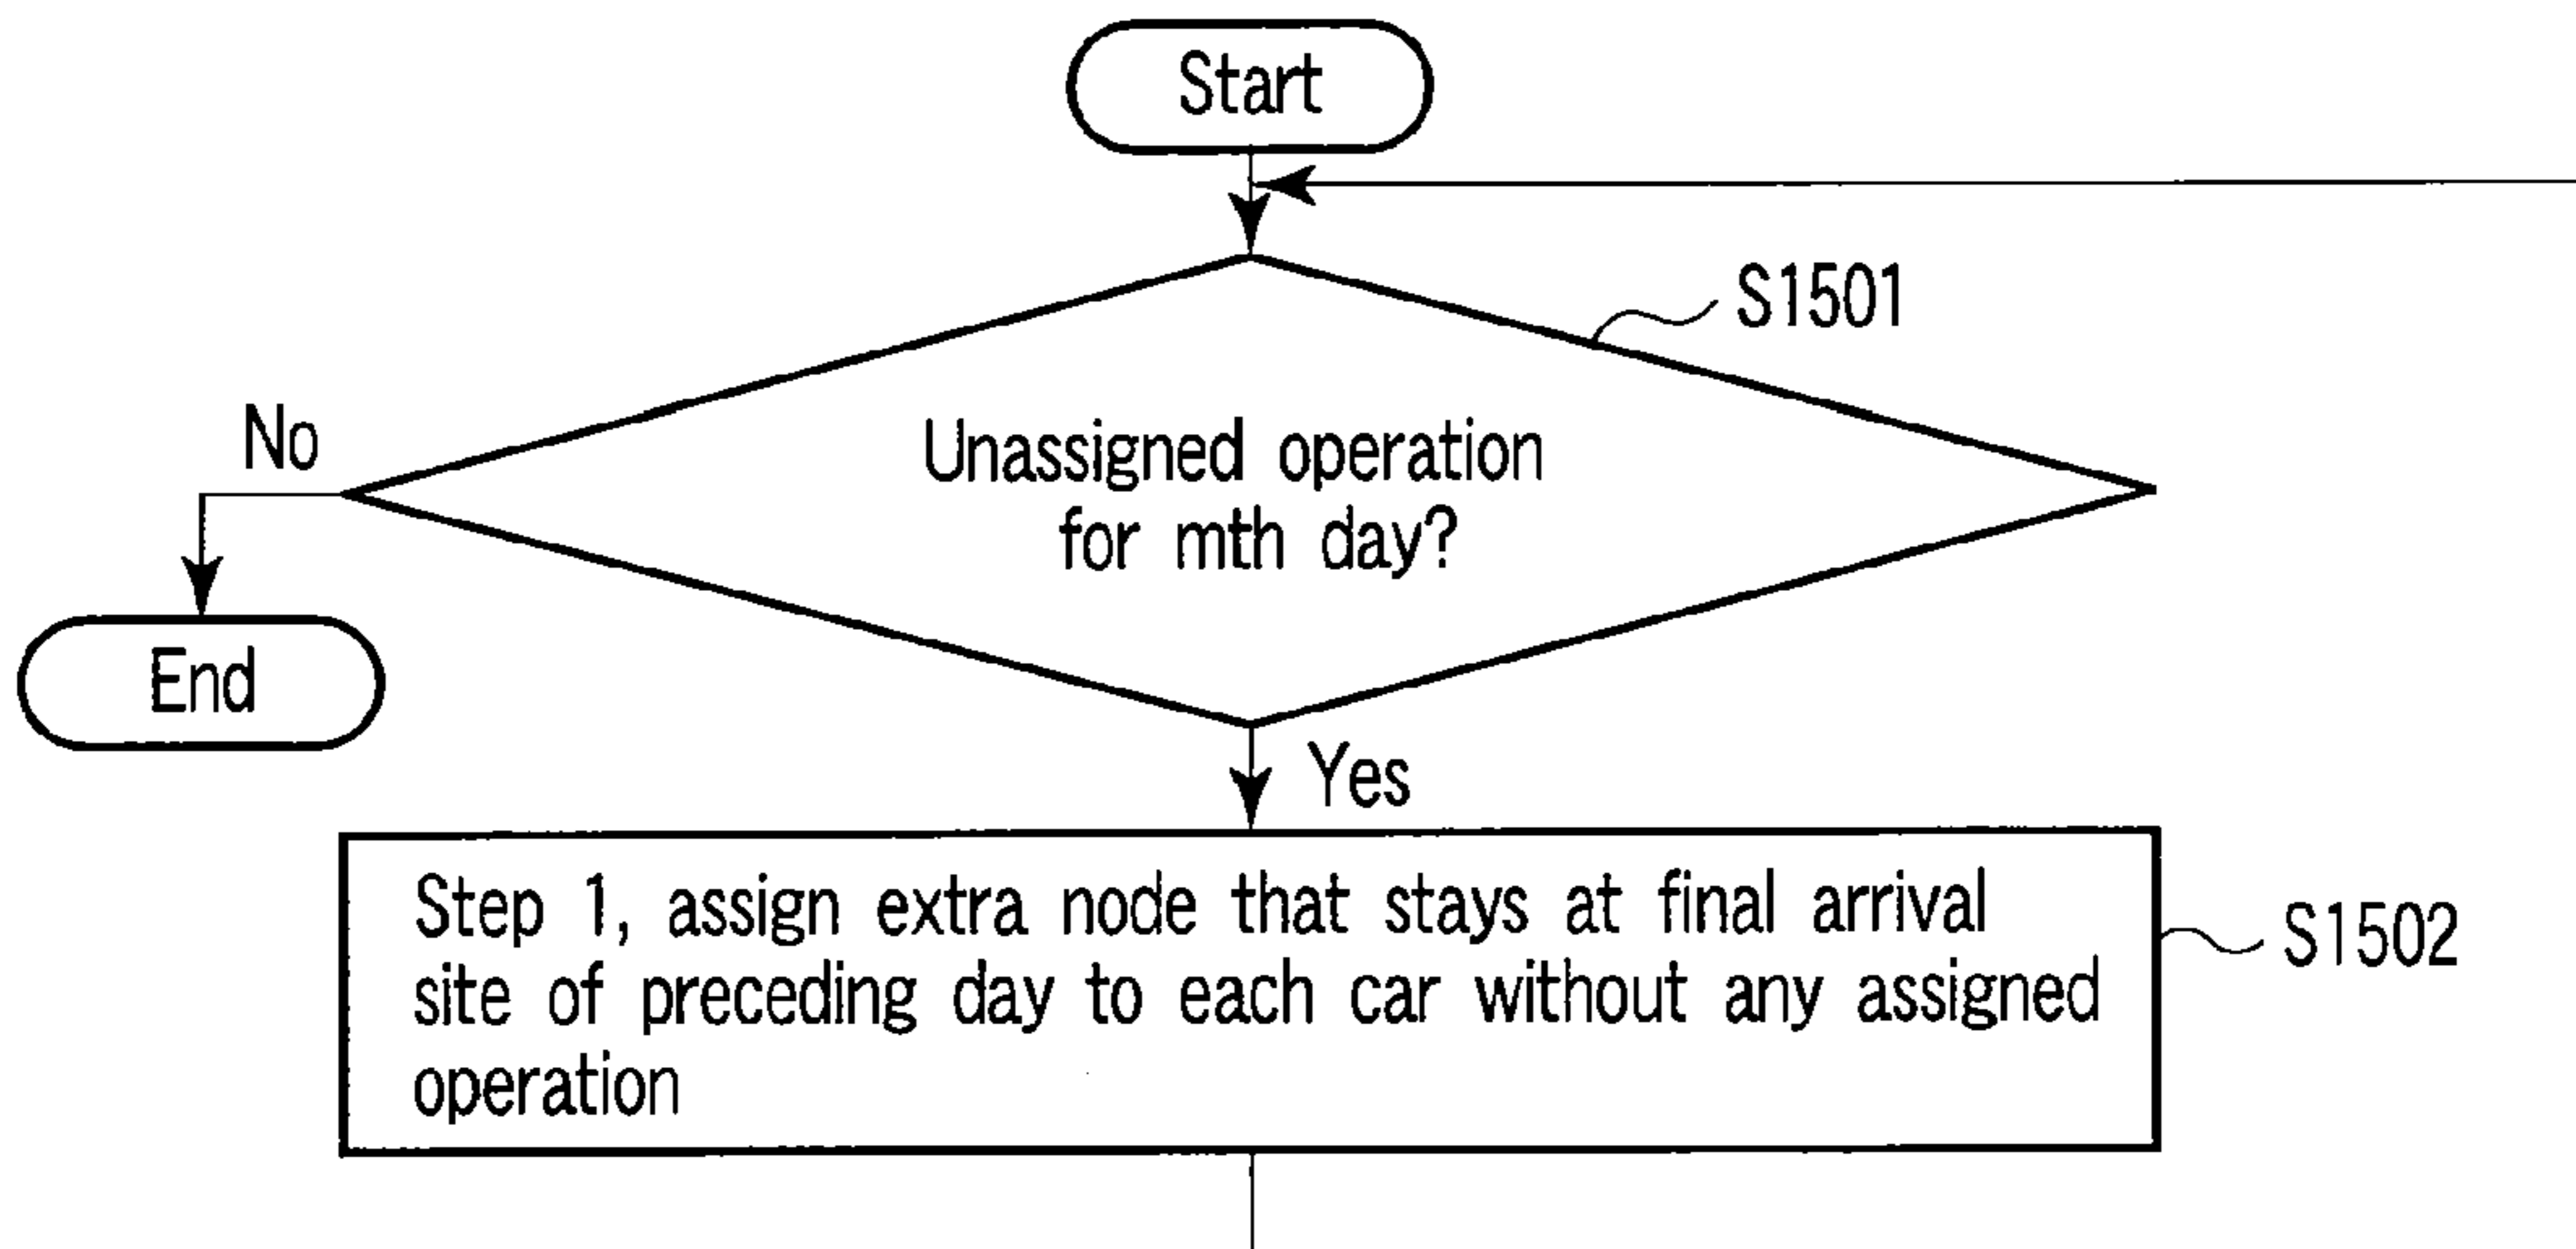 Start
S1501
No
Unassigned operation
for mth day?
End
Yes
Step 1, assign extra node that stays at final arrival
site of preceding day to each car without any assigned
operation
S1502